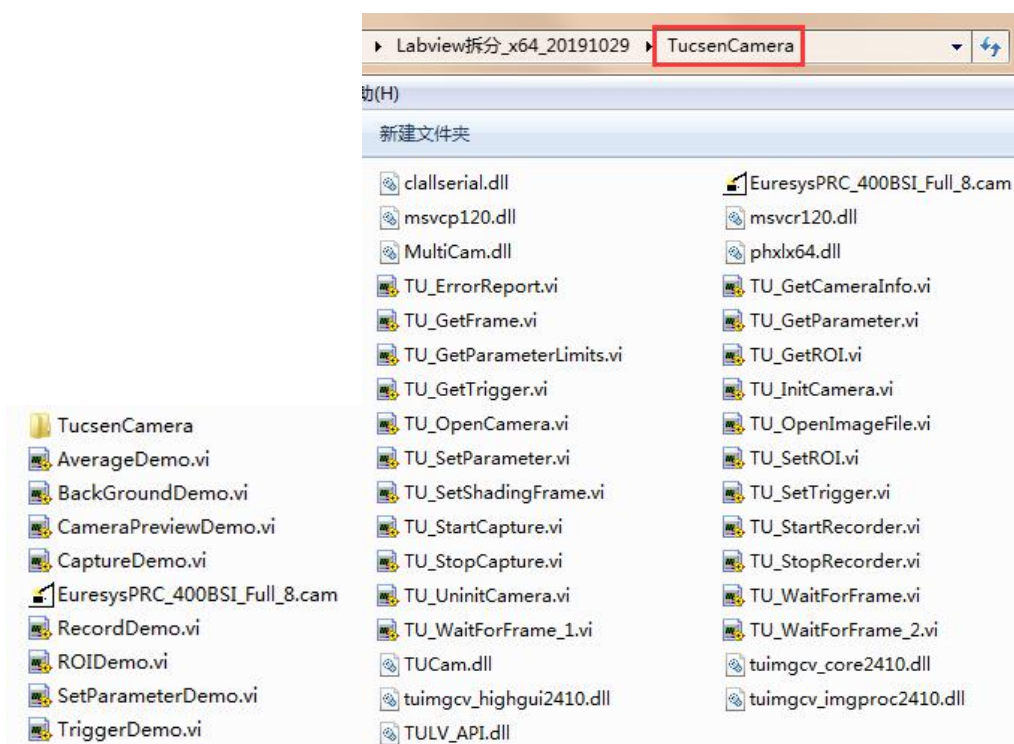 Labview拆分_x64_20191029 TucsenCamera
助(H)
新建文件夹
clallserial.dll EuresysPRC_400BSI_Full_8.cam
msvcp120.dll msvcr120.dll
MultiCam.dll phxlx64.dll
TU_ErrorReport.vi TU_GetCameraInfo.vi
TU_GetFrame.vi TU_GetParameter.vi
TU_GetParameterLimits.vi TU_GetROI.vi
TU_GetTrigger.vi TU_InitCamera.vi
TU_OpenCamera.vi TU_OpenImageFile.vi
TU_SetParameter.vi TU_SetROI.vi
TU_SetShadingFrame.vi TU_SetTrigger.vi
TU_StartCapture.vi TU_StartRecorder.vi
TU_StopCapture.vi TU_StopRecorder.vi
TU_UninitCamera.vi TU_WaitForFrame.vi
TU_WaitForFrame_1.vi TU_WaitForFrame_2.vi
TUCam.dll tuimgcv_core2410.dll
tuimgcv_highgui2410.dll tuimgcv_imgproc2410.dll
TULV_API.dll
TucsenCamera
AverageDemo.vi
BackGroundDemo.vi
CameraPreviewDemo.vi
CaptureDemo.vi
EuresysPRC_400BSI_Full_8.cam
RecordDemo.vi
ROIDemo.vi
SetParameterDemo.vi
TriggerDemo.vi